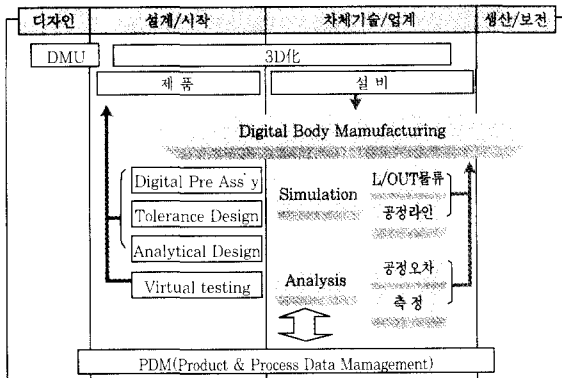 디자인 설계/시작 차체기술/업계 생산/보전
DMU 3D化
제 품 설 비
Digital Body Mamufacturing
Digital Pre Ass'y
Tolerance Design
Analytical Design
Virtual testing
Simulation
L/OUT물류
공정라인
Analysis
공정오차
측 정
PDM(Product & Process Data Mamagement)